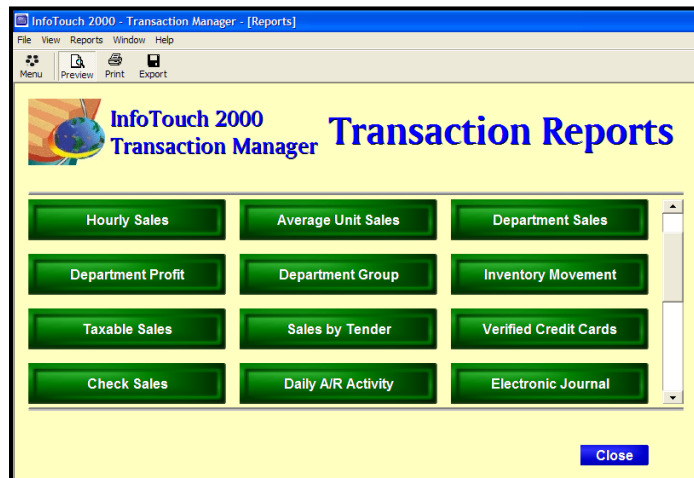 InfoTouch 2000 - Transaction Manager - [Reports]
File View Reports Window Help
Menu Preview Print Export
InfoTouch 2000
Transaction Manager
Transaction Reports
Hourly Sales Average Unit Sales Department Sales
Department Profit Department Group Inventory Movement
Taxable Sales Sales by Tender Verified Credit Cards
Check Sales Daily A/R Activity Electronic Journal
Close